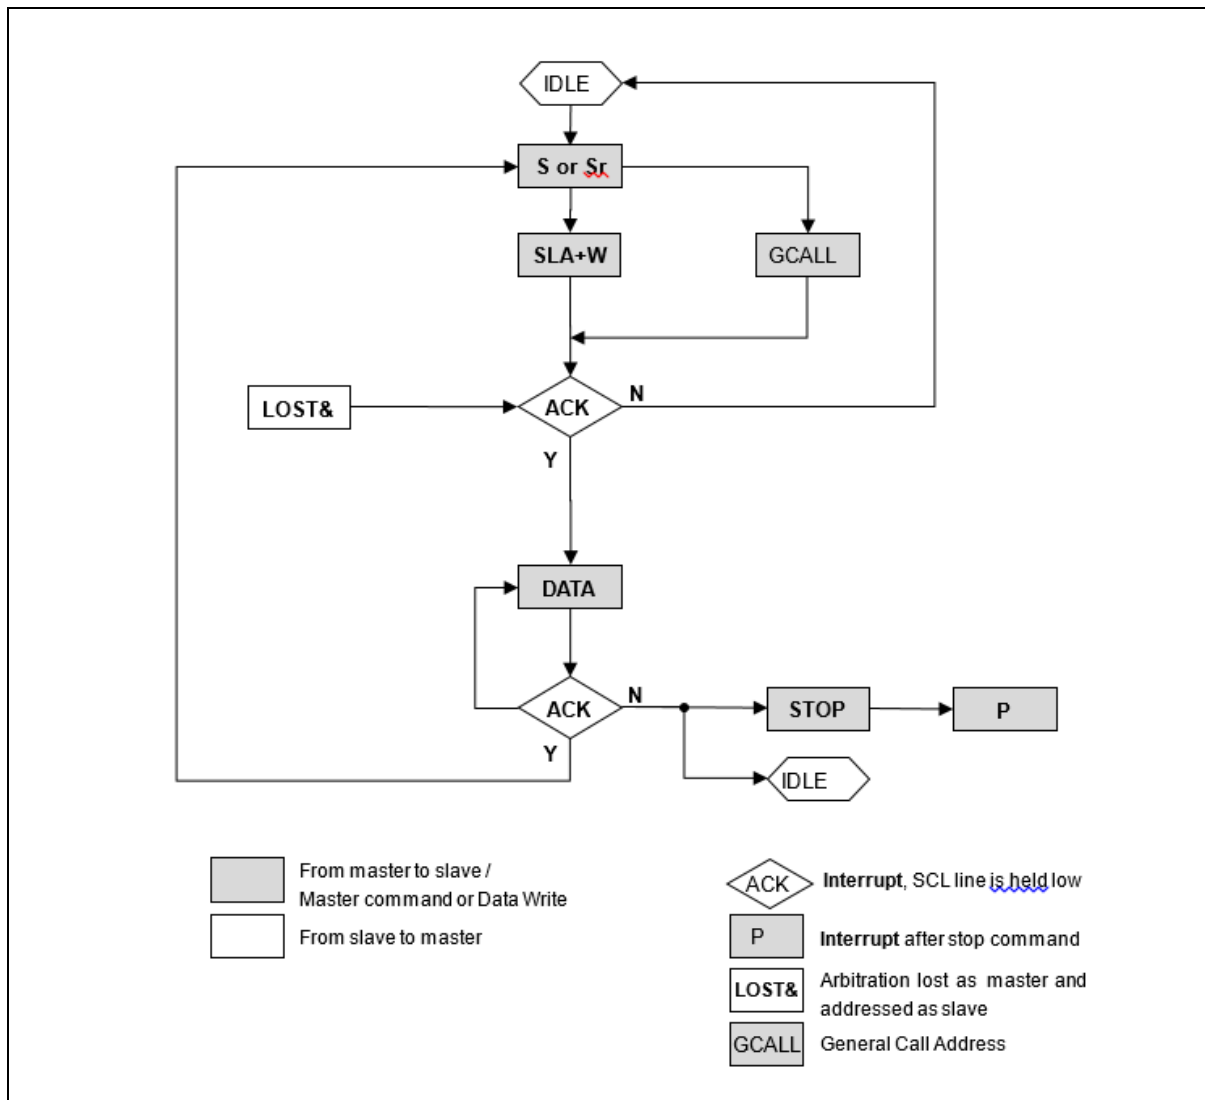 IDLE
S or Sr
SLA+W
GCALL
LOST&
ACK
N
Y
DATA
ACK
N
STOP
P
Y
IDLE
From master to slave /
Master command or Data Write
From slave to master
ACK
Interrupt, SCL line is held low
P
Interrupt after stop command
LOST&
Arbitration lost as master and
addressed as slave
GCALL
General Call Address